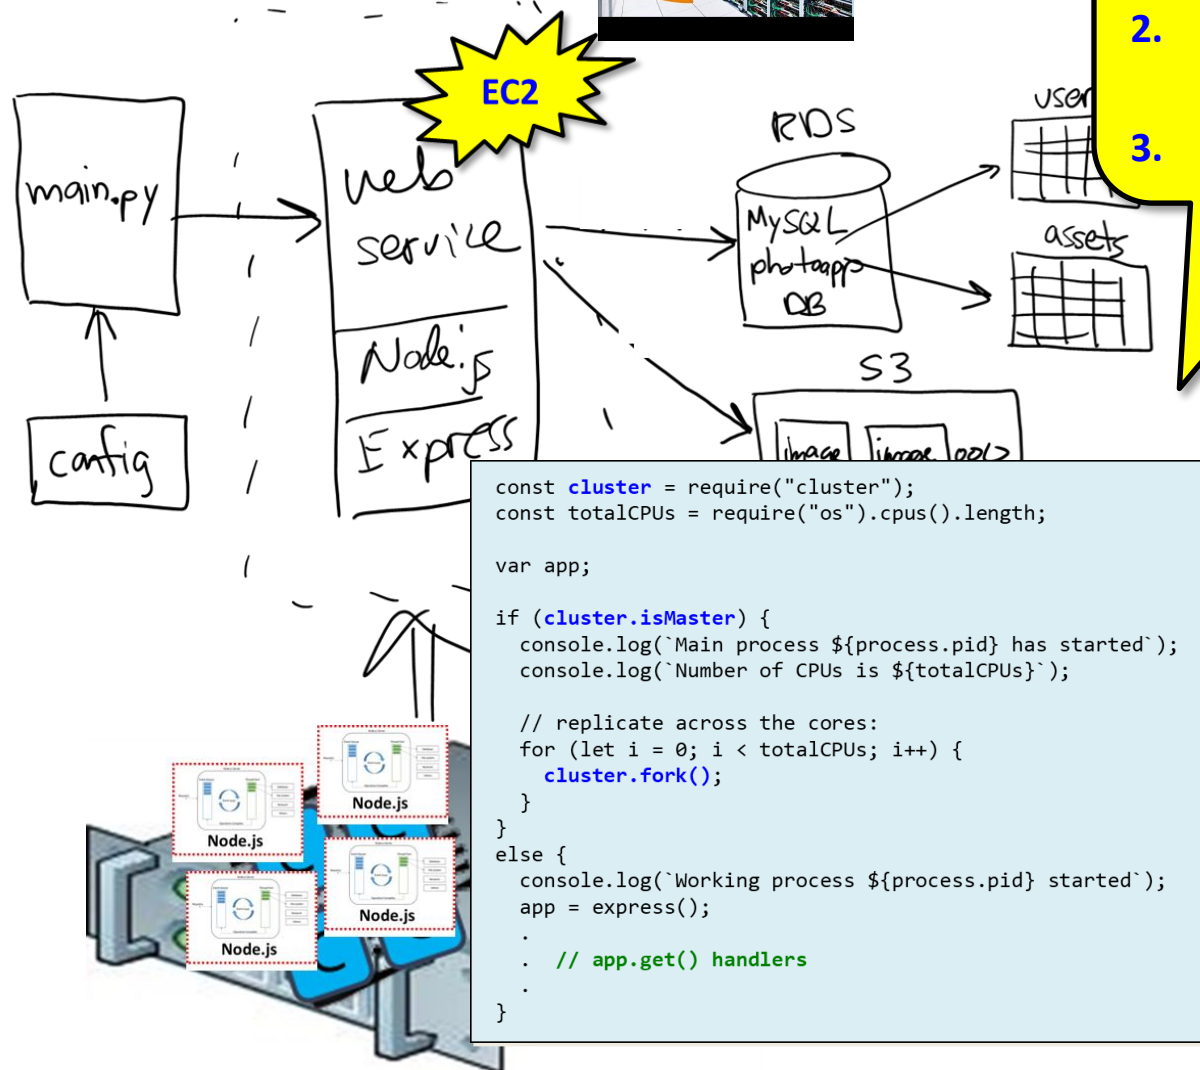 2.
EC2
RDS
user
3.
main.py
web
service
MySQL
photoapp
DB
assets
Node.js
S3
Express
config
image
image
const cluster = require("cluster");
const totalCPUs = require("os").cpus().length;
var app;
if (cluster.isMaster) {
console.log(`Main process ${process.pid} has started`);
console.log(`Number of CPUs is ${totalCPUs}`);
// replicate across the cores:
for (let i = 0; i < totalCPUs; i++) {
cluster.fork();
}
}
else {
console.log(`Working process ${process.pid} started`);
app = express();
.
. // app.get() handlers
.
}
Node.js
Node.js
Node.js
Node.js